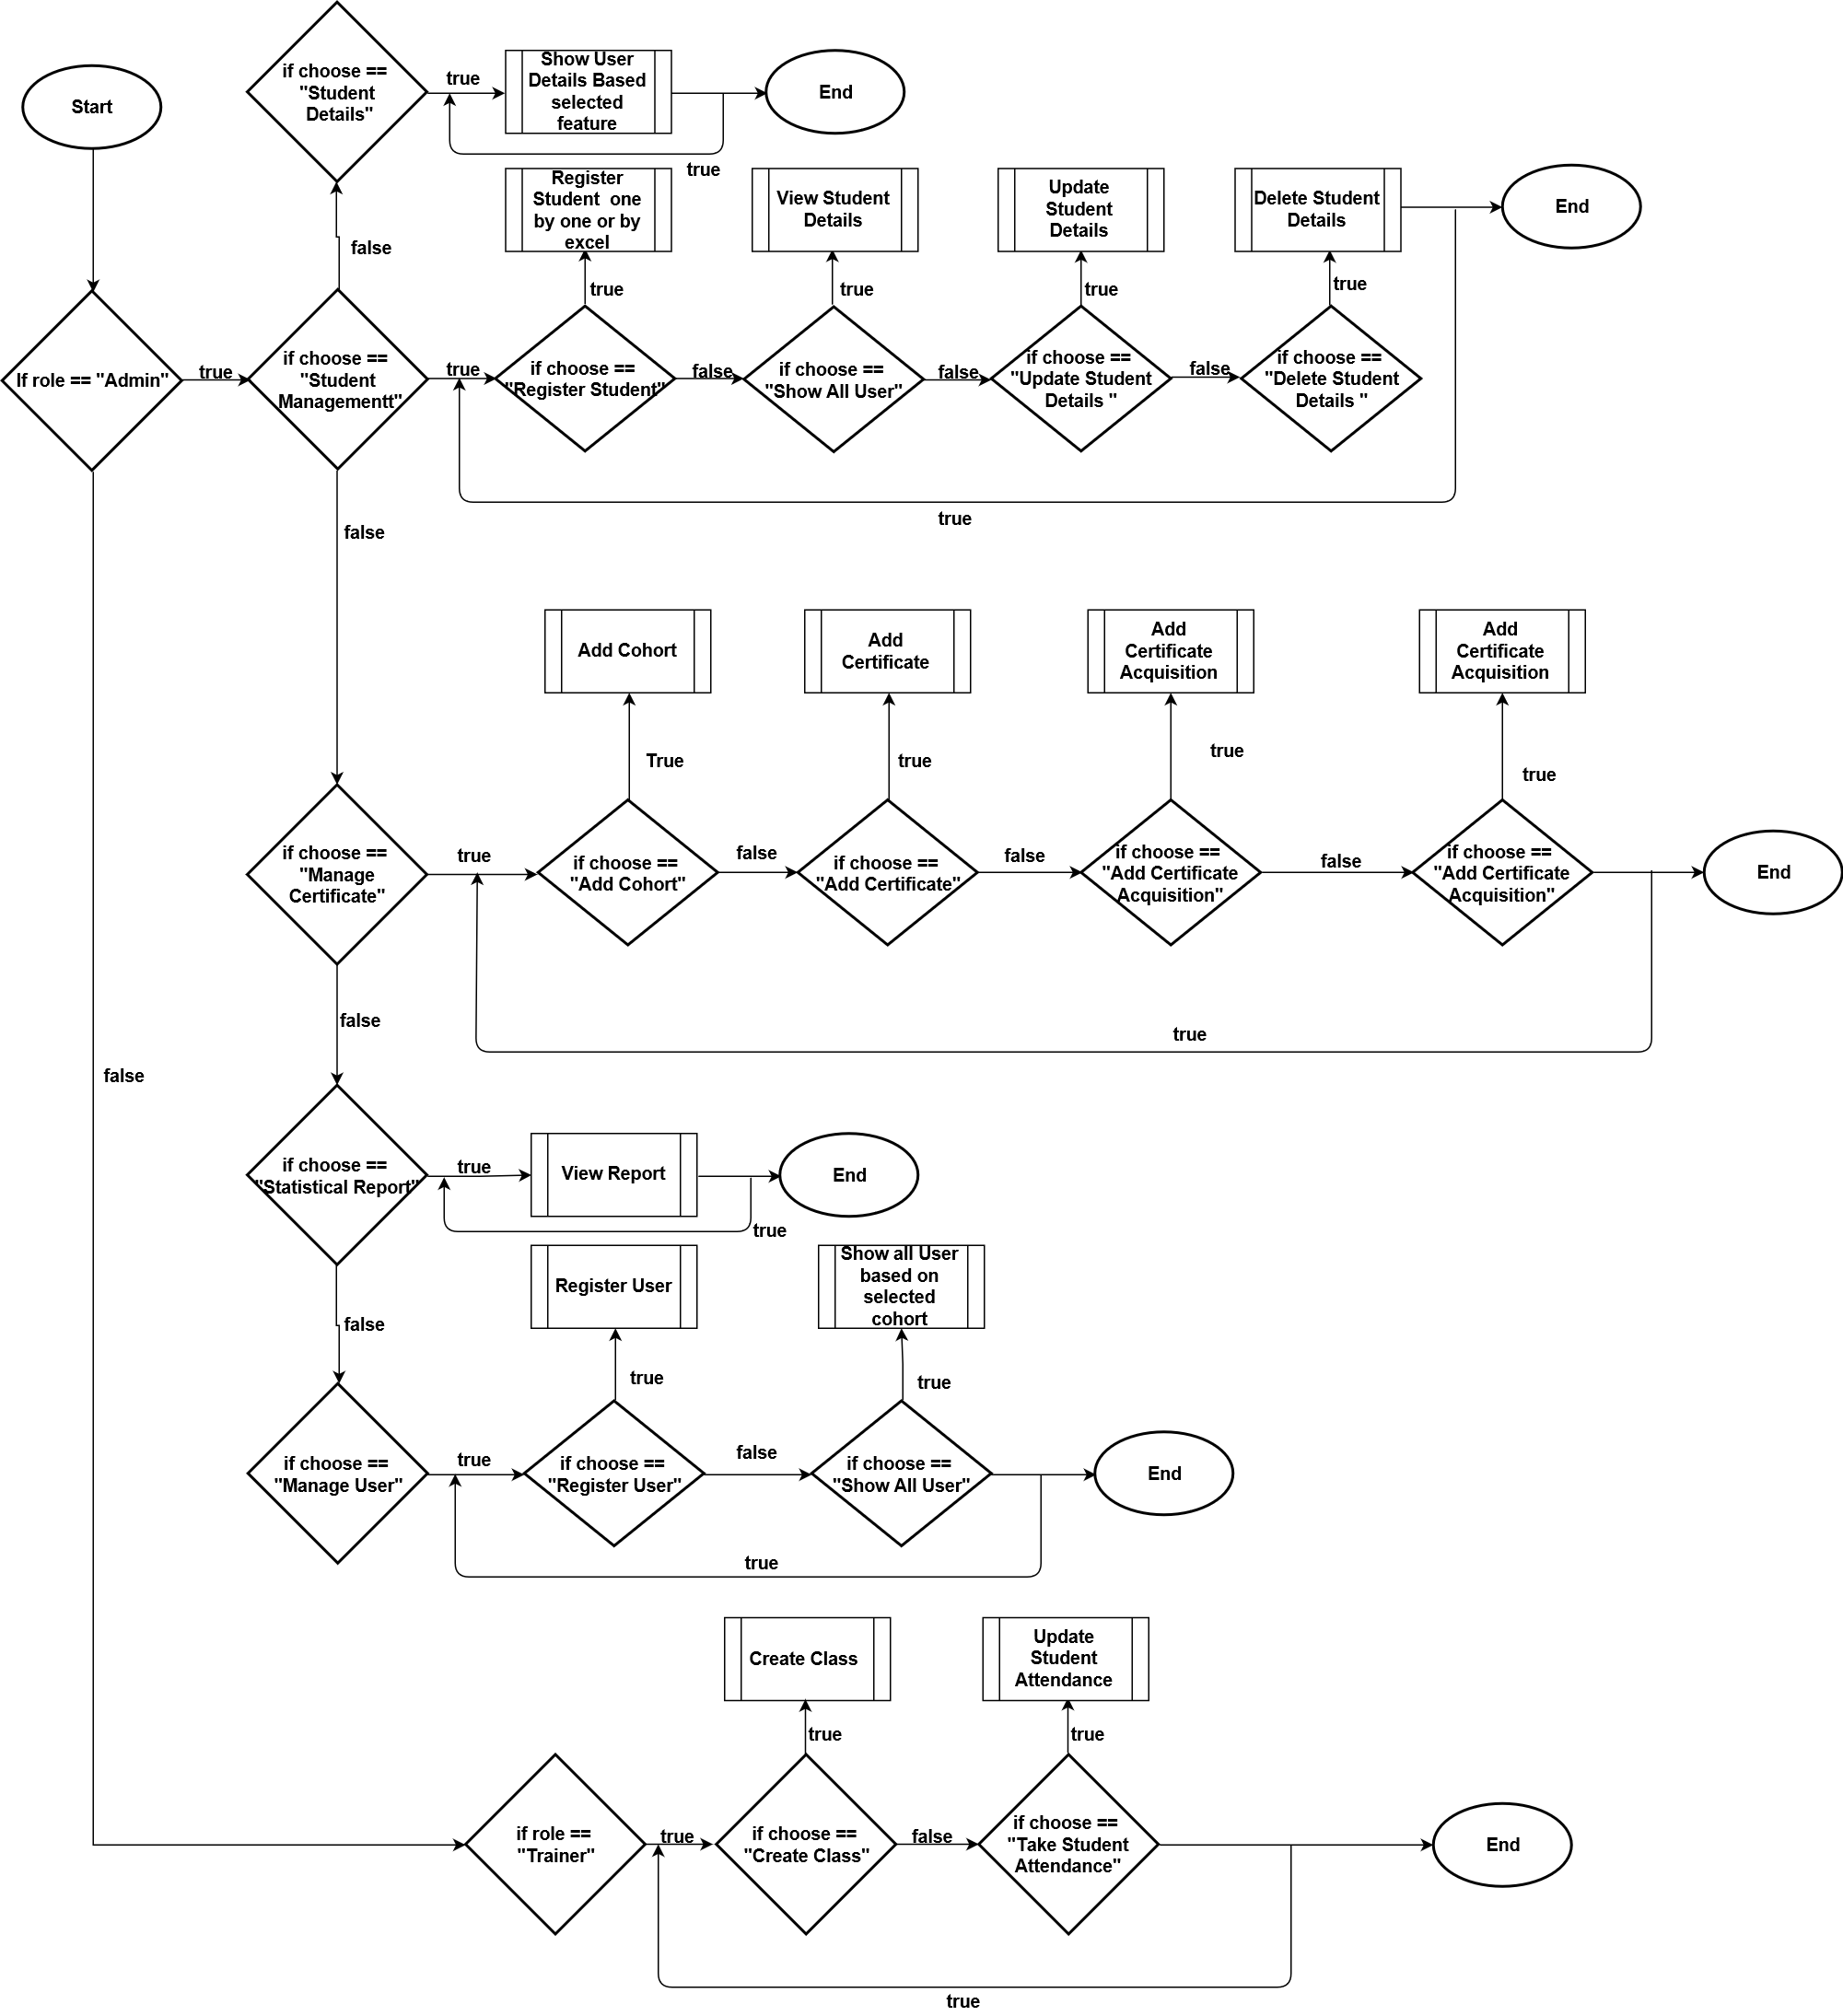 if choose ==
"Student
Details"
true
Show User
Details Based
selected
feature
End
Start
true
false
Register
Student one
by one or by
excel
View Student
Details
Update
Student
Details
Delete Student
Details
End
true
true
true
true
If role == "Admin"
true
if choose ==
"Student
Managementt"
true
if choose ==
"Register Student"
false
if choose ==
"Show All User"
false
if choose ==
"Update Student
Details "
false
if choose ==
"Delete Student
Details "
true
false
Add Cohort
Add
Certificate
Add
Certificate
Acquisition
Add
Certificate
Acquisition
True
true
true
true
if choose ==
"Manage
Certificate"
true
if choose ==
"Add Cohort"
false
if choose ==
"Add Certificate"
false
if choose ==
"Add Certificate
Acquisition"
false
if choose ==
"Add Certificate
Acquisition"
End
false
true
false
if choose ==
"Statistical Report"
true
View Report
End
true
Register User
Show all User
based on
selected
cohort
false
true
true
if choose ==
"Manage User"
true
if choose ==
"Register User"
false
if choose ==
"Show All User"
End
true
Create Class
Update
Student
Attendance
true
true
if role ==
"Trainer"
true
if choose ==
"Create Class"
false
if choose ==
"Take Student
Attendance"
End
true